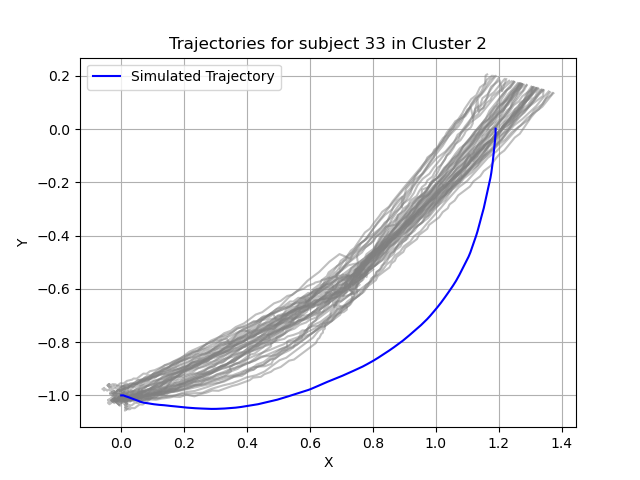 Trajectories for subject 33 in Cluster 2
Simulated Trajectory
0.2
0.0
−0.2
−0.4
−0.6
−0.8
−1.0
Y
0.0 0.2 0.4 0.6 0.8 1.0 1.2 1.4
X